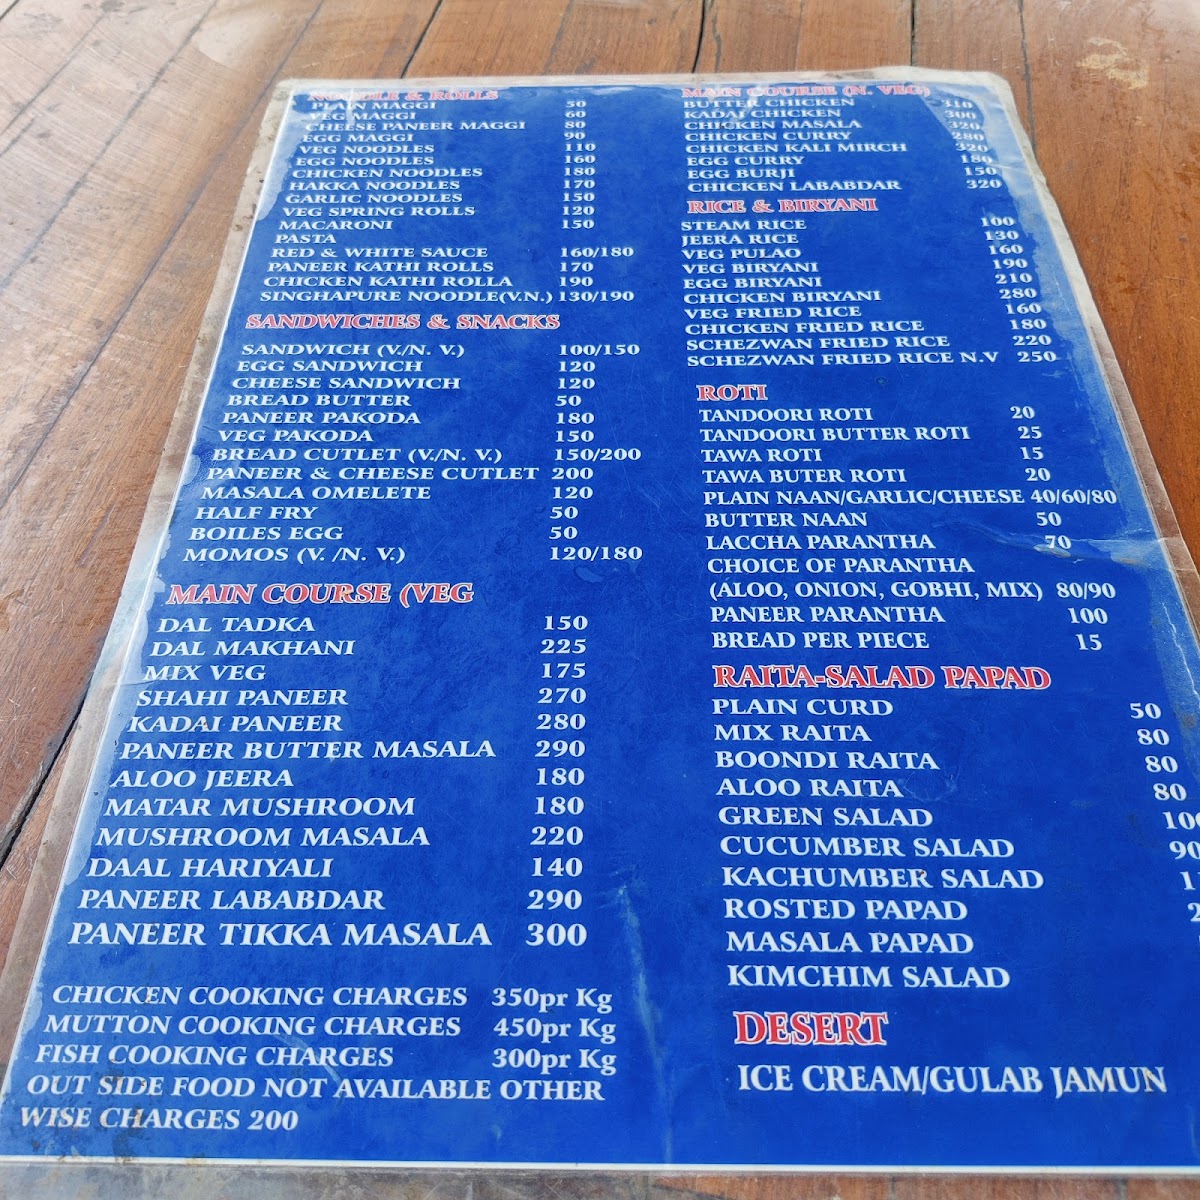 NOODLE & ROLLS
PLAIN MAGGI 50
VEG MAGGI 60
CHEESE PANEER MAGGI 80
EGG MAGGI 90
VEG NOODLES 110
EGG NOODLES 160
CHICKEN NOODLES 180
HAKKA NOODLES 170
GARLIC NOODLES 150
VEG SPRING ROLLS 120
MACARONI 150
PASTA
RED & WHITE SAUCE 160/180
PANEER KATHI ROLLS 170
CHICKEN KATHI ROLLA 190
SINGHAPURE NOODLE(V.N.) 130/190
SANDWICHES & SNACKS
SANDWICH (V./N. V.) 100/150
EGG SANDWICH 120
CHEESE SANDWICH 120
BREAD BUTTER 50
PANEER PAKODA 180
VEG PAKODA 150
BREAD CUTLET (V./N. V.) 150/200
PANEER & CHEESE CUTLET 200
MASALA OMELETE 120
HALF FRY 50
BOILES EGG 50
MOMOS (V. /N. V.) 120/180
MAIN COURSE (VEG
DAL TADKA 150
DAL MAKHANI 225
MIX VEG 175
SHAHI PANEER 270
KADAI PANEER 280
PANEER BUTTER MASALA 290
ALOO JEERA 180
MATAR MUSHROOM 180
MUSHROOM MASALA 220
DAAL HARIYALI 140
PANEER LABABDAR 290
PANEER TIKKA MASALA 300
CHICKEN COOKING CHARGES 350pr Kg
MUTTON COOKING CHARGES 450pr Kg
FISH COOKING CHARGES 300pr Kg
OUT SIDE FOOD NOT AVAILABLE OTHER
WISE CHARGES 200
MAIN COURSE (N. VEG)
BUTTER CHICKEN 310
KADAI CHICKEN 300
CHICKEN MASALA 320
CHICKEN CURRY 280
CHICKEN KALI MIRCH 320
EGG CURRY 180
EGG BURJI 150
CHICKEN LABABDAR 320
RICE & BIRYANI
STEAM RICE 100
JEERA RICE 130
VEG PULAO 160
VEG BIRYANI 190
EGG BIRYANI 210
CHICKEN BIRYANI 280
VEG FRIED RICE 160
CHICKEN FRIED RICE 180
SCHEZWAN FRIED RICE 220
SCHEZWAN FRIED RICE N.V 250
ROTI
TANDOORI ROTI 20
TANDOORI BUTTER ROTI 25
TAWA ROTI 15
TAWA BUTER ROTI 20
PLAIN NAAN/GARLIC/CHEESE 40/60/80
BUTTER NAAN 50
LACCHA PARANTHA 70
CHOICE OF PARANTHA
(ALOO, ONION, GOBHI, MIX) 80/90
PANEER PARANTHA 100
BREAD PER PIECE 15
RAITA-SALAD PAPAD
PLAIN CURD 50
MIX RAITA 80
BOONDI RAITA 80
ALOO RAITA 80
GREEN SALAD 100
CUCUMBER SALAD 90
KACHUMBER SALAD
ROSTED PAPAD
MASALA PAPAD
KIMCHIM SALAD
DESERT
ICE CREAM/GULAB JAMUN